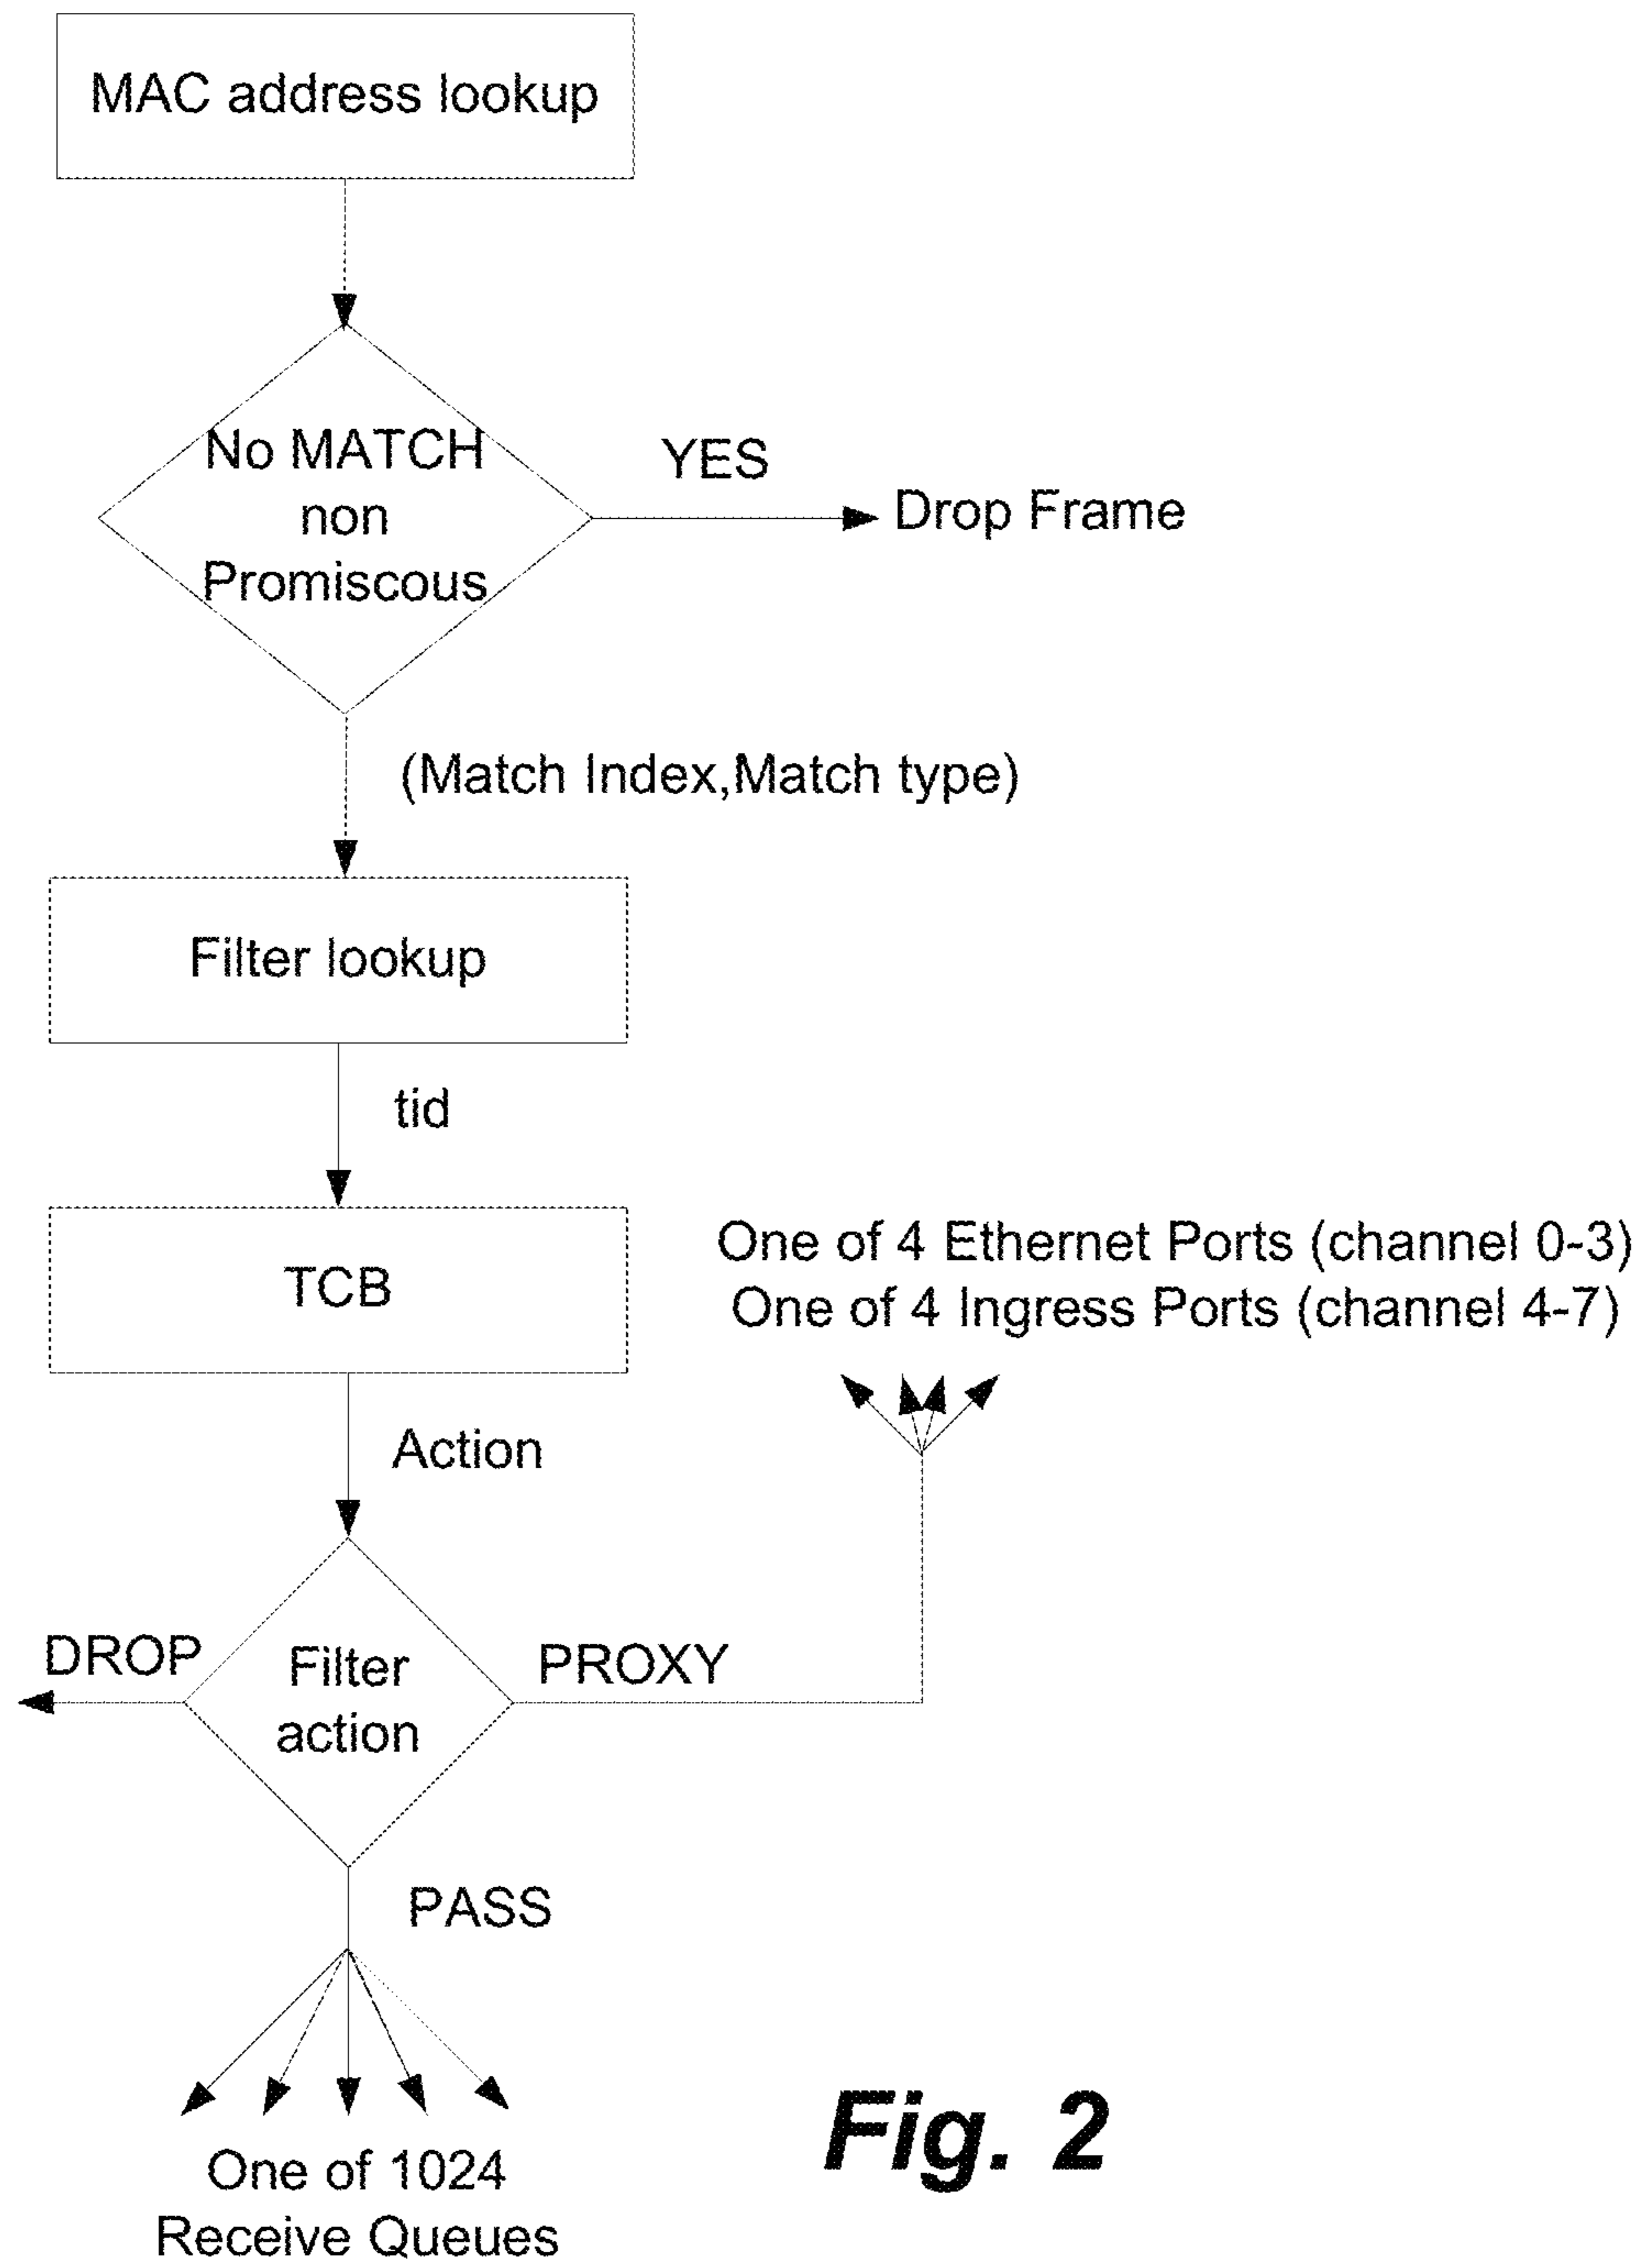 MAC address lookup
No MATCH
non
Promiscous
YES
Drop Frame
(Match Index,Match type)
Filter lookup
tid
TCB
One of 4 Ethernet Ports (channel 0-3)
One of 4 Ingress Ports (channel 4-7)
Action
DROP
Filter
action
PROXY
PASS
One of 1024
Receive Queues
Fig. 2